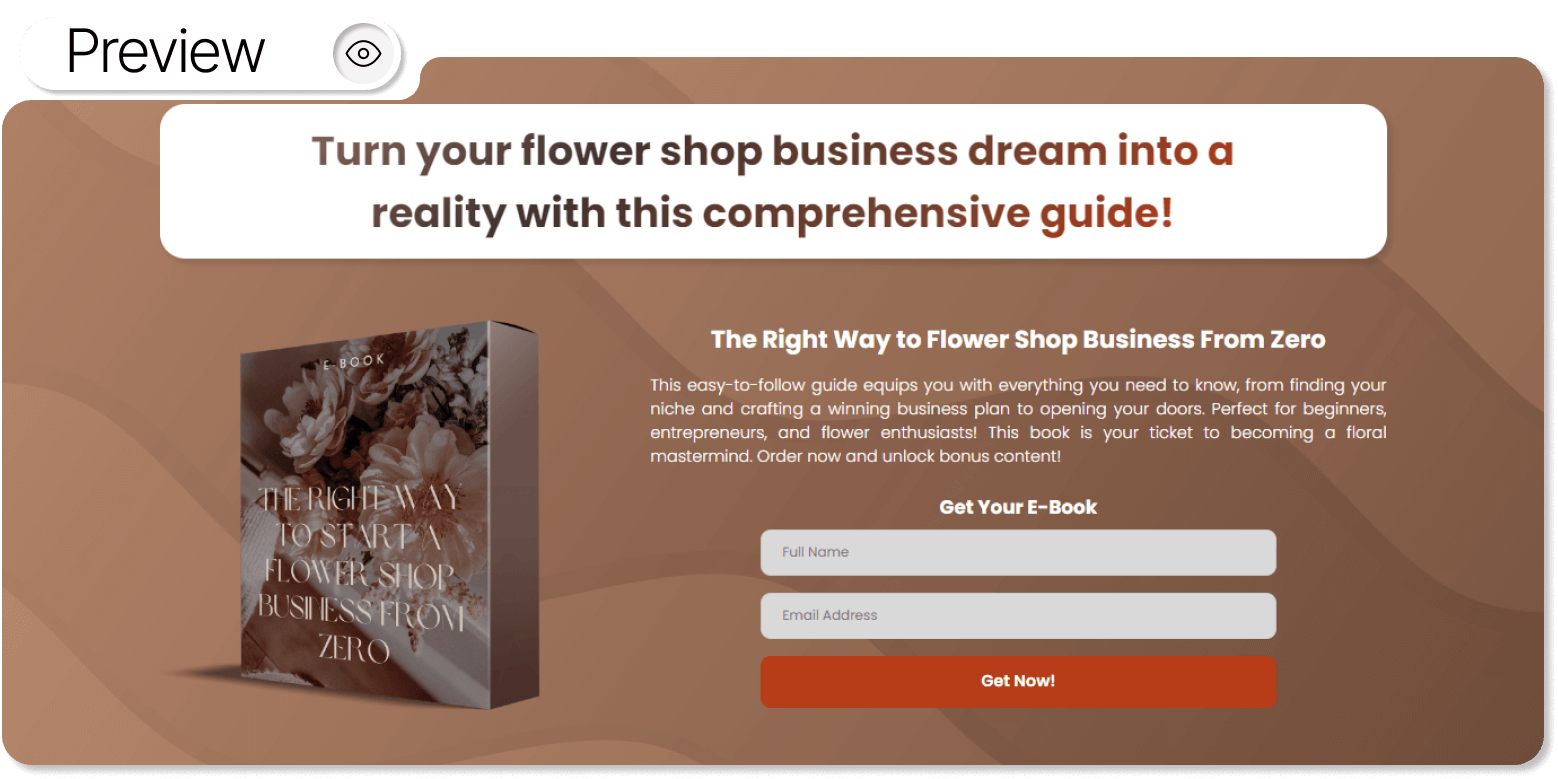 Preview
Turn your flower shop business dream into a
reality with this comprehensive guide!
E-BOOK
THE RIGHT WAY
TO START A
FLOWER SHOP
BUSINESS FROM
ZERO
The Right Way to Flower Shop Business From Zero
This easy-to-follow guide equips you with everything you need to know, from finding your
niche and crafting a winning business plan to opening your doors. Perfect for beginners,
entrepreneurs, and flower enthusiasts! This book is your ticket to becoming a floral
mastermind. Order now and unlock bonus content!
Get Your E-Book
Full Name
Email Address
Get Now!